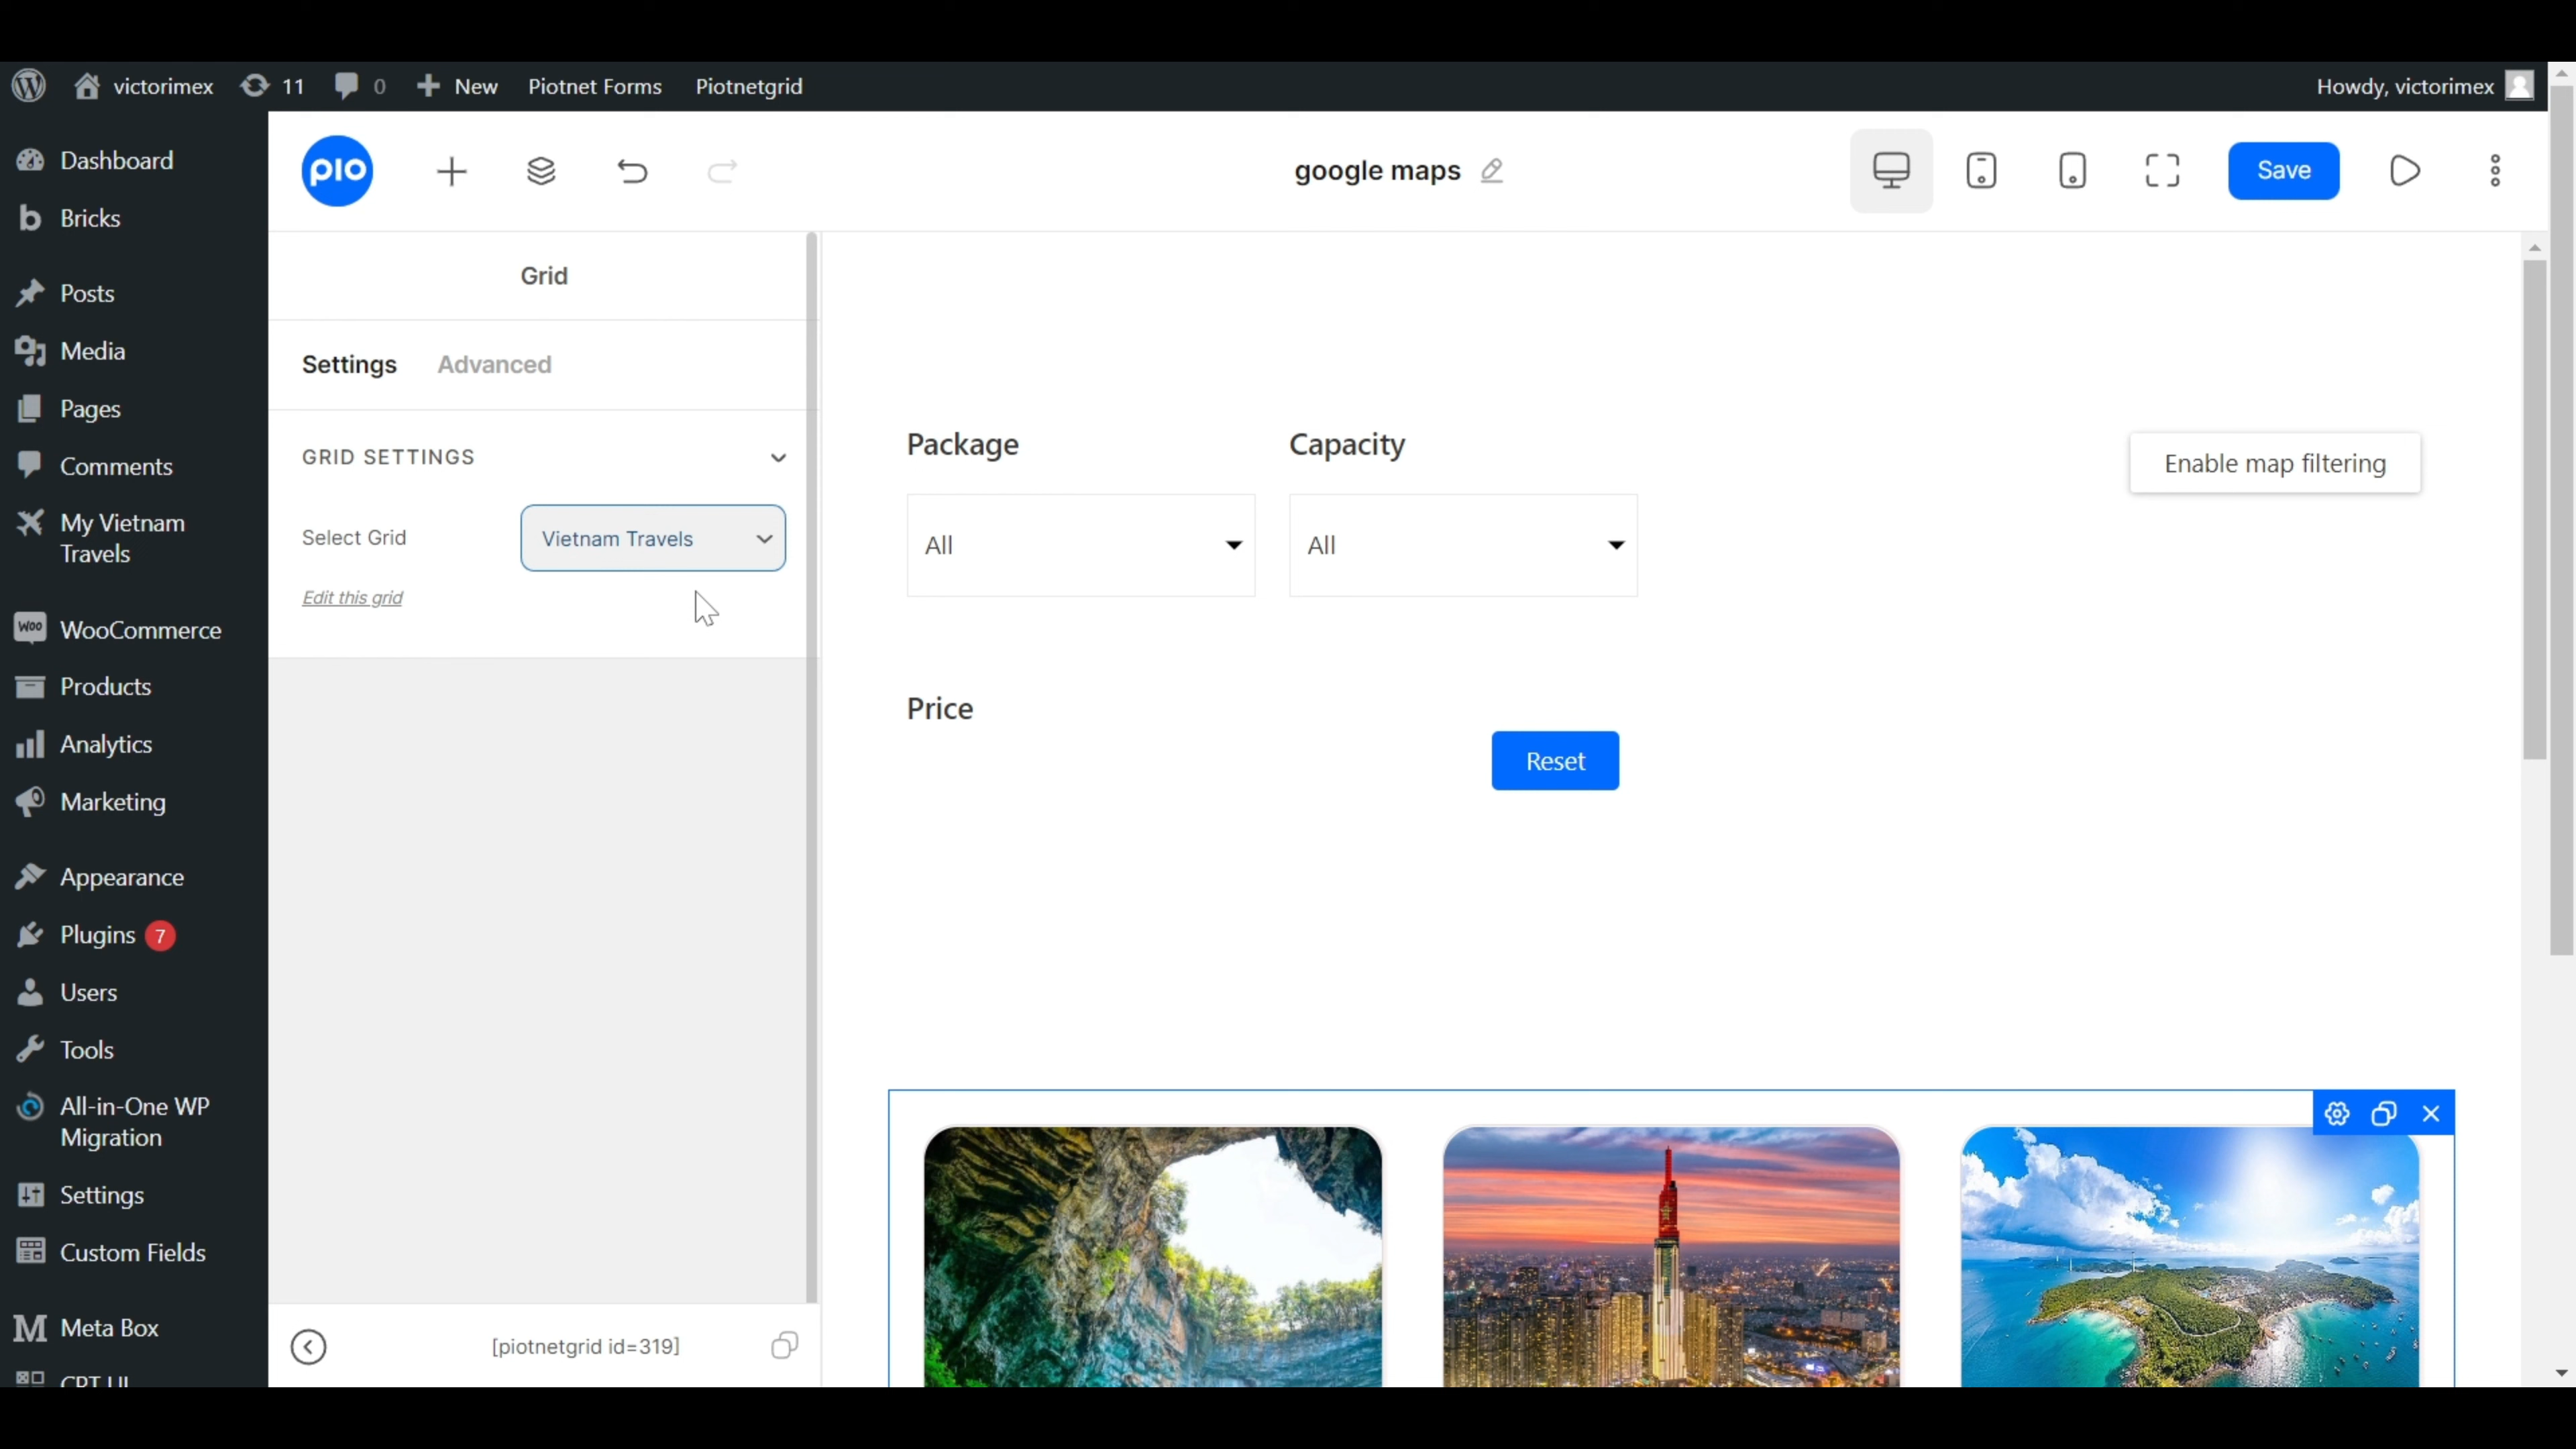 victorimex
11
0
New
Piotnet Forms
Piotnetgrid
Howdy, victorimex
Dashboard
Bricks
Posts
Media
Pages
Comments
My Vietnam
Travels
Woo
WooCommerce
Products
Analytics
Marketing
Appearance
Plugins
7
Users
Tools
All-in-One WP
Migration
Settings
Custom Fields
Meta Box
CPT UI
pio
google maps
Save
Grid
Settings
Advanced
GRID SETTINGS
Select Grid
Vietnam Travels
Edit this grid
[piotnetgrid id=319]
Package
Capacity
Enable map filtering
All
All
Price
Reset